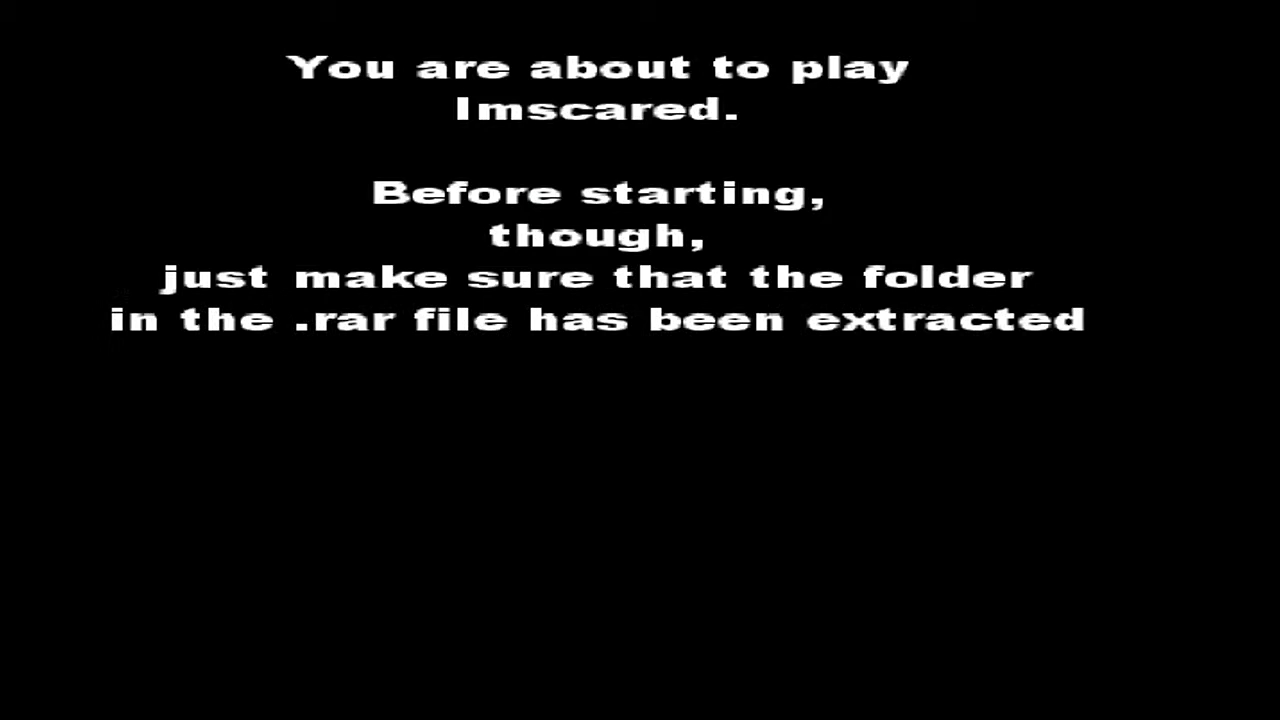 You are about to play
Imscared.
Before starting,
though,
just make sure that the folder
in the .rar file has been extracted